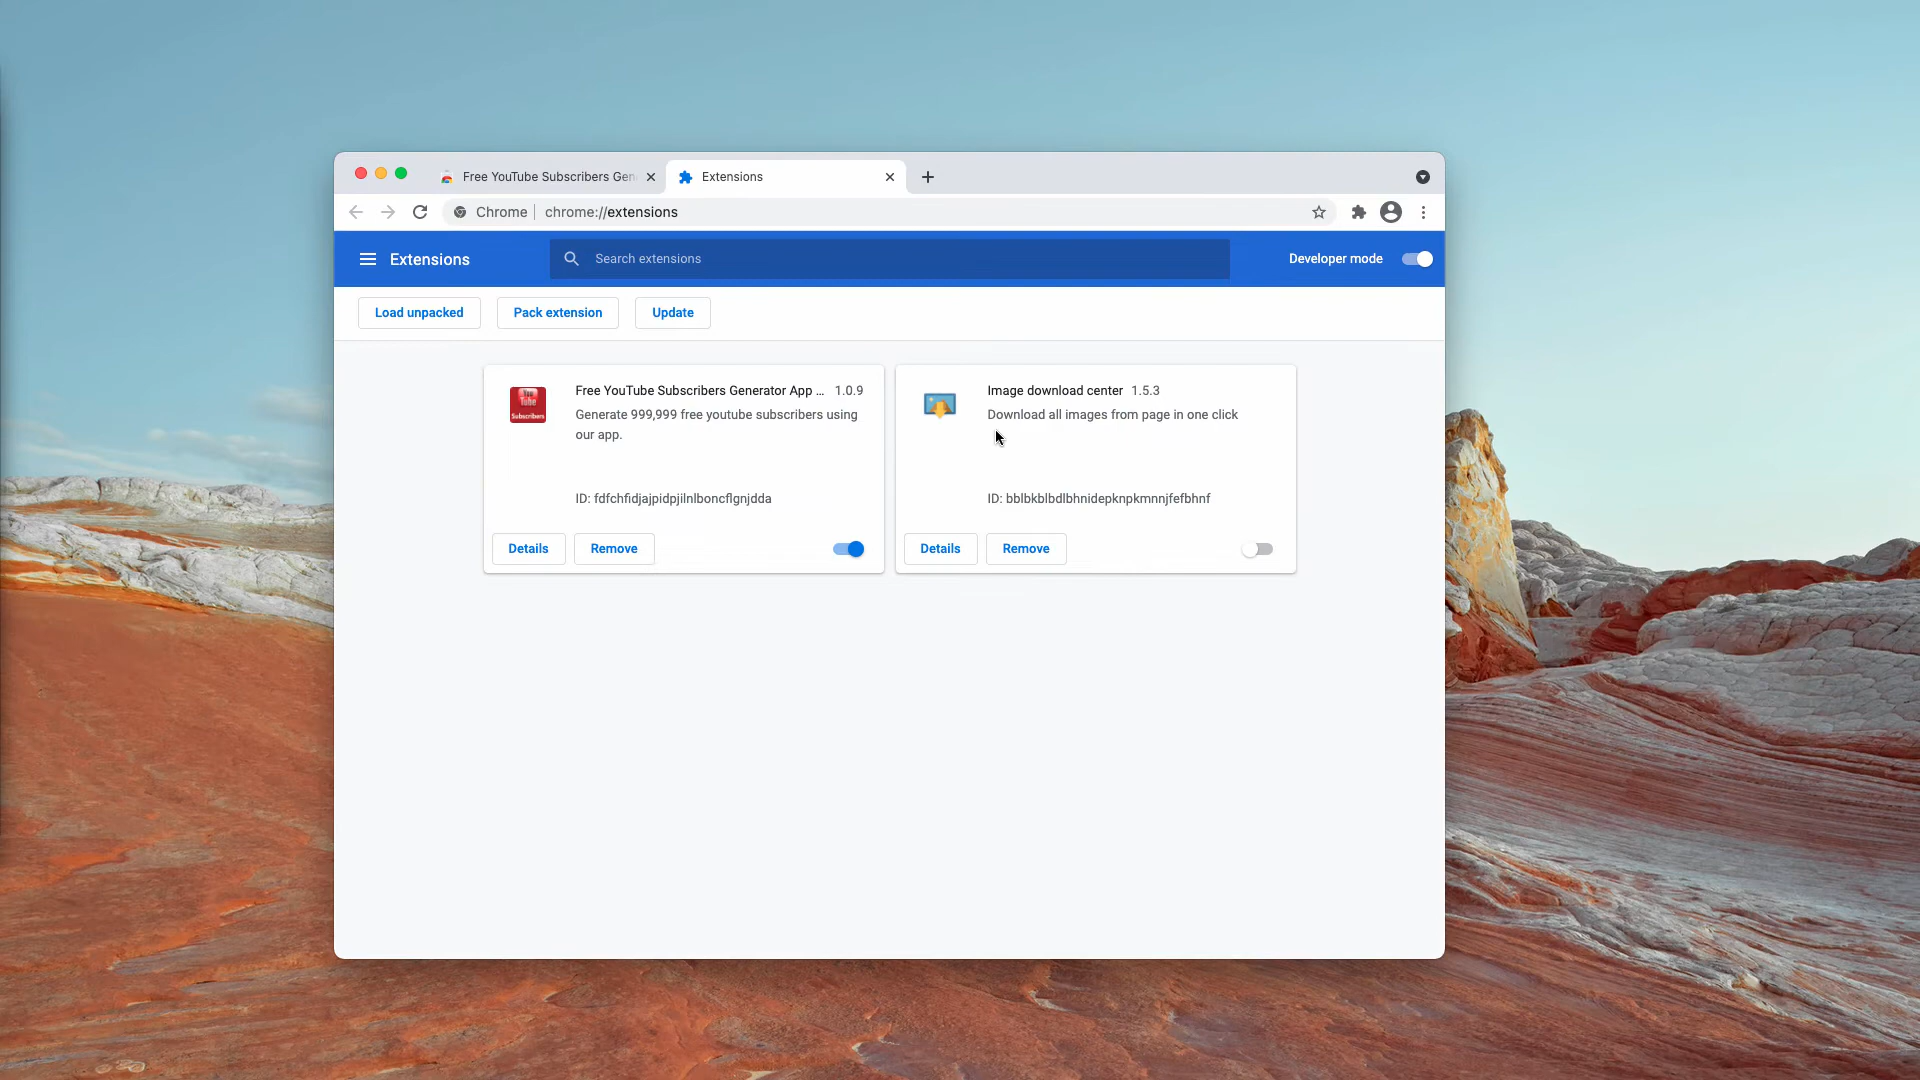 Free YouTube Subscribers Gen
Extensions
Chrome
chrome://extensions
Extensions
Search extensions
Developer mode
Load unpacked
Pack extension
Update
You
Tube
Subscribers
Free YouTube Subscribers Generator App ... 1.0.9
Generate 999,999 free youtube subscribers using
our app.
ID: fdfchfidjajpidpjilnlboncflgnjdda
Details
Remove
Image download center 1.5.3
Download all images from page in one click
ID: bblbkblbdlbhnidepknpkmnnjfefbhnf
Details
Remove